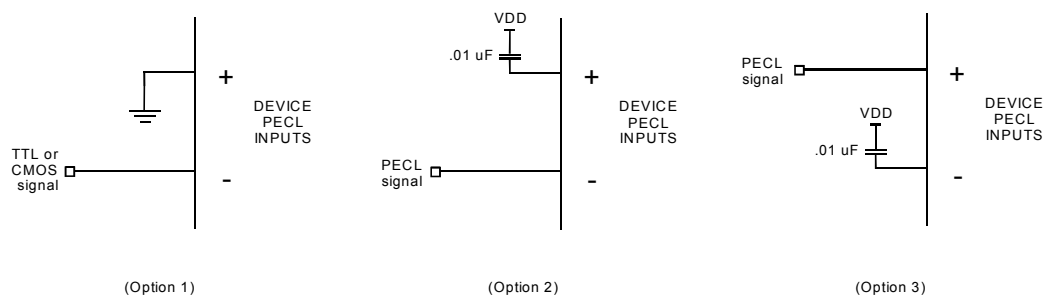 +
DEVICE
PECL
INPUTS
TTL or
CMOS
signal
-
(Option 1)
VDD
.01 uF
+
DEVICE
PECL
INPUTS
PECL
signal
-
(Option 2)
PECL
signal
+
DEVICE
PECL
INPUTS
VDD
.01 uF
-
(Option 3)